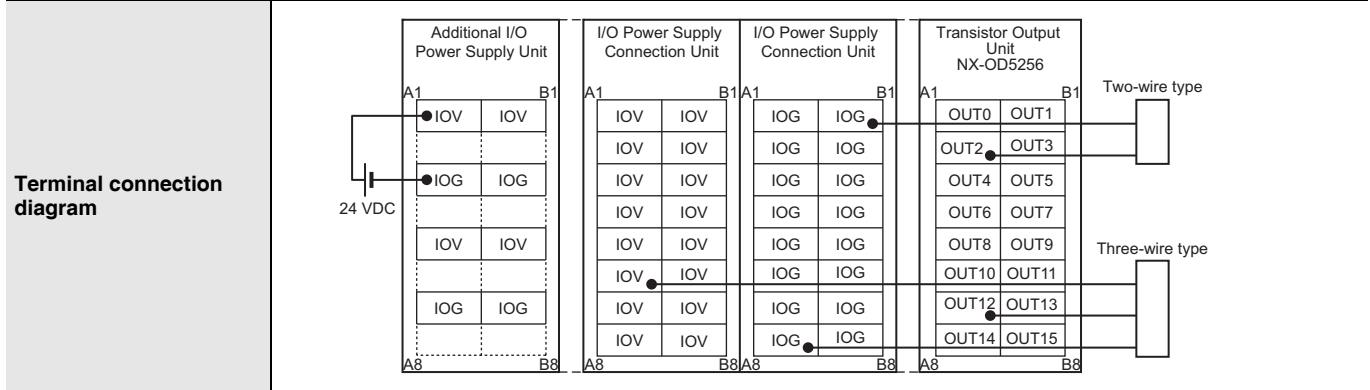 Terminal connection
diagram
Additional I/O
Power Supply Unit
I/O Power Supply
Connection Unit
I/O Power Supply
Connection Unit
Transistor Output
Unit
NX-OD5256
A1 B1 A1 B1 A1 B1 A1 B1
Two-wire type
IOV IOV IOV IOV IOG IOG OUT0 OUT1
IOV IOV IOG IOG OUT2 OUT3
IOG IOG IOV IOV IOG IOG OUT4 OUT5
24 VDC
IOV IOV IOG IOG OUT6 OUT7
IOV IOV IOV IOV IOG IOG OUT8 OUT9
Three-wire type
IOV IOV IOG IOG OUT10 OUT11
IOG IOG IOV IOV IOG IOG OUT12 OUT13
IOV IOV IOG IOG OUT14 OUT15
A8 B8 A8 B8 A8 B8 A8 B8